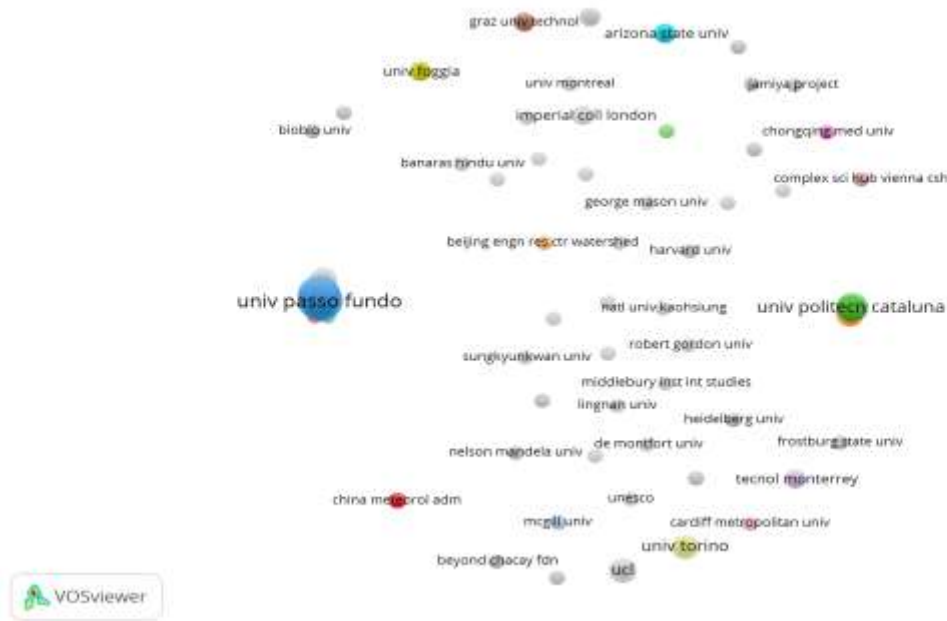 graz univ technol
arizona state univ
univ foggia
univ montreal
jamiya project
imperial coll london
biobio univ
chongqing med univ
banaras hindu univ
complex sci hub vienna csh
george mason univ
beijing engn res ctr watershed
harvard univ
univ passo fundo
natl univ kaohsiung
univ politecn cataluna
robert gordon univ
sungkyunkwan univ
middlebury inst int studies
lingnan univ
heidelberg univ
de montfort univ
frostburg state univ
nelson mandela univ
tecnol monterrey
china meteorol adm
unesco
mcgill univ
cardiff metropolitan univ
univ torino
beyond chacay fdn
ucl
VOSviewer